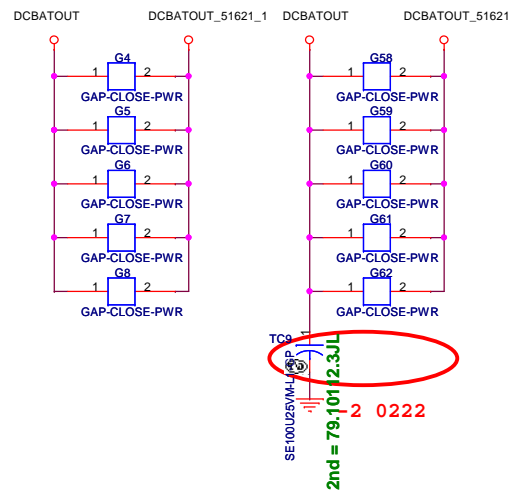 DCBATOUT DCBATOUT_51621_1 DCBATOUT DCBATOUT_51621
G4 G58
1 2 1 2
GAP-CLOSE-PWR GAP-CLOSE-PWR
G5 G59
1 2 1 2
GAP-CLOSE-PWR GAP-CLOSE-PWR
G6 G60
1 2 1 2
GAP-CLOSE-PWR GAP-CLOSE-PWR
G7 G61
1 2 1 2
GAP-CLOSE-PWR GAP-CLOSE-PWR
G8 G62
1 2 1 2
GAP-CLOSE-PWR GAP-CLOSE-PWR
1
TC9
2nd = 79.10112.3JL
-2 0222